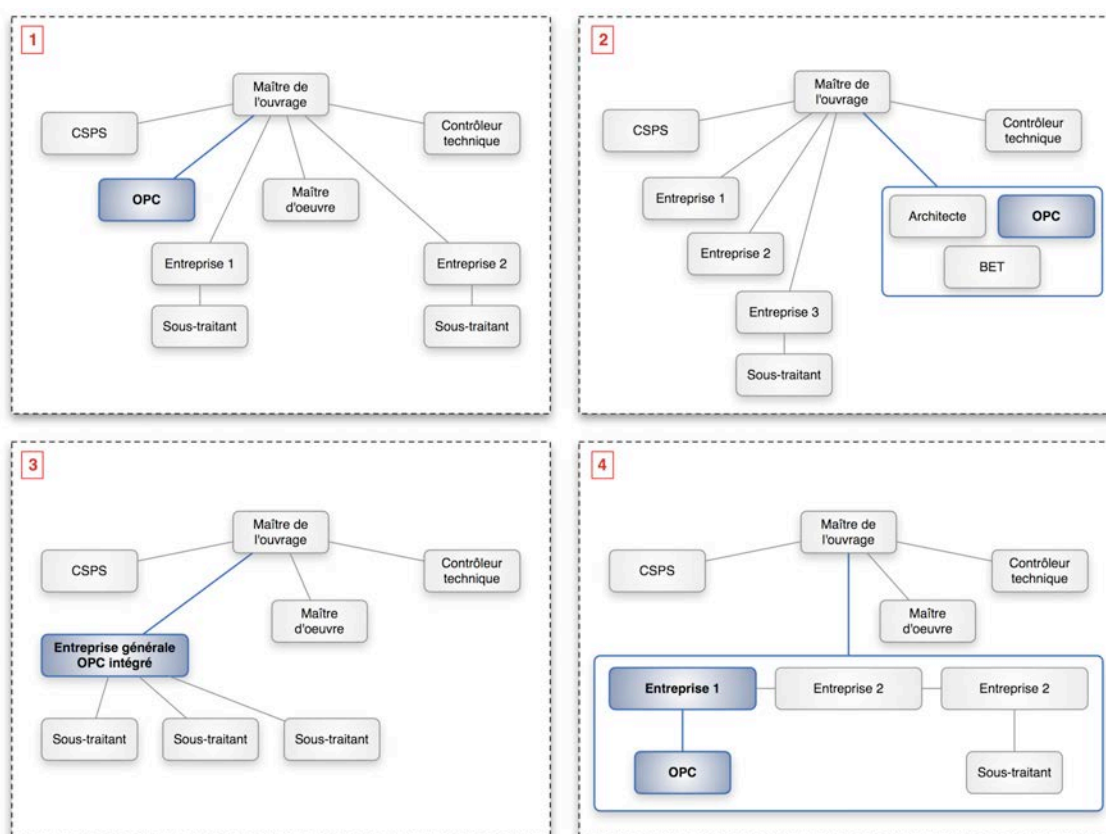 1
Maître de
l'ouvrage
CSPS
Contrôleur
technique
OPC
Maître
d'oeuvre
Entreprise 1
Entreprise 2
Sous-traitant
Sous-traitant
2
Maître de
l'ouvrage
CSPS
Contrôleur
technique
Entreprise 1
Architecte
OPC
Entreprise 2
BET
Entreprise 3
Sous-traitant
3
Maître de
l'ouvrage
CSPS
Contrôleur
technique
Maître
d'oeuvre
Entreprise générale
OPC intégré
Sous-traitant
Sous-traitant
Sous-traitant
4
Maître de
l'ouvrage
CSPS
Contrôleur
technique
Maître
d'oeuvre
Entreprise 1
Entreprise 2
Entreprise 2
OPC
Sous-traitant